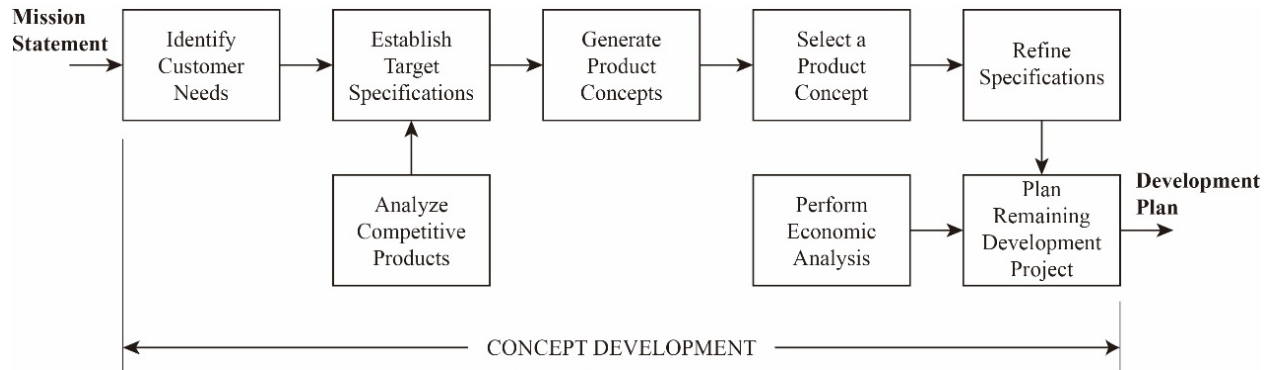 Mission
Statement
Identify
Customer
Needs
Establish
Target
Specifications
Generate
Product
Concepts
Select a
Product
Concept
Refine
Specifications
Analyze
Competitive
Products
Perform
Economic
Analysis
Plan
Remaining
Development
Project
Development
Plan
CONCEPT DEVELOPMENT